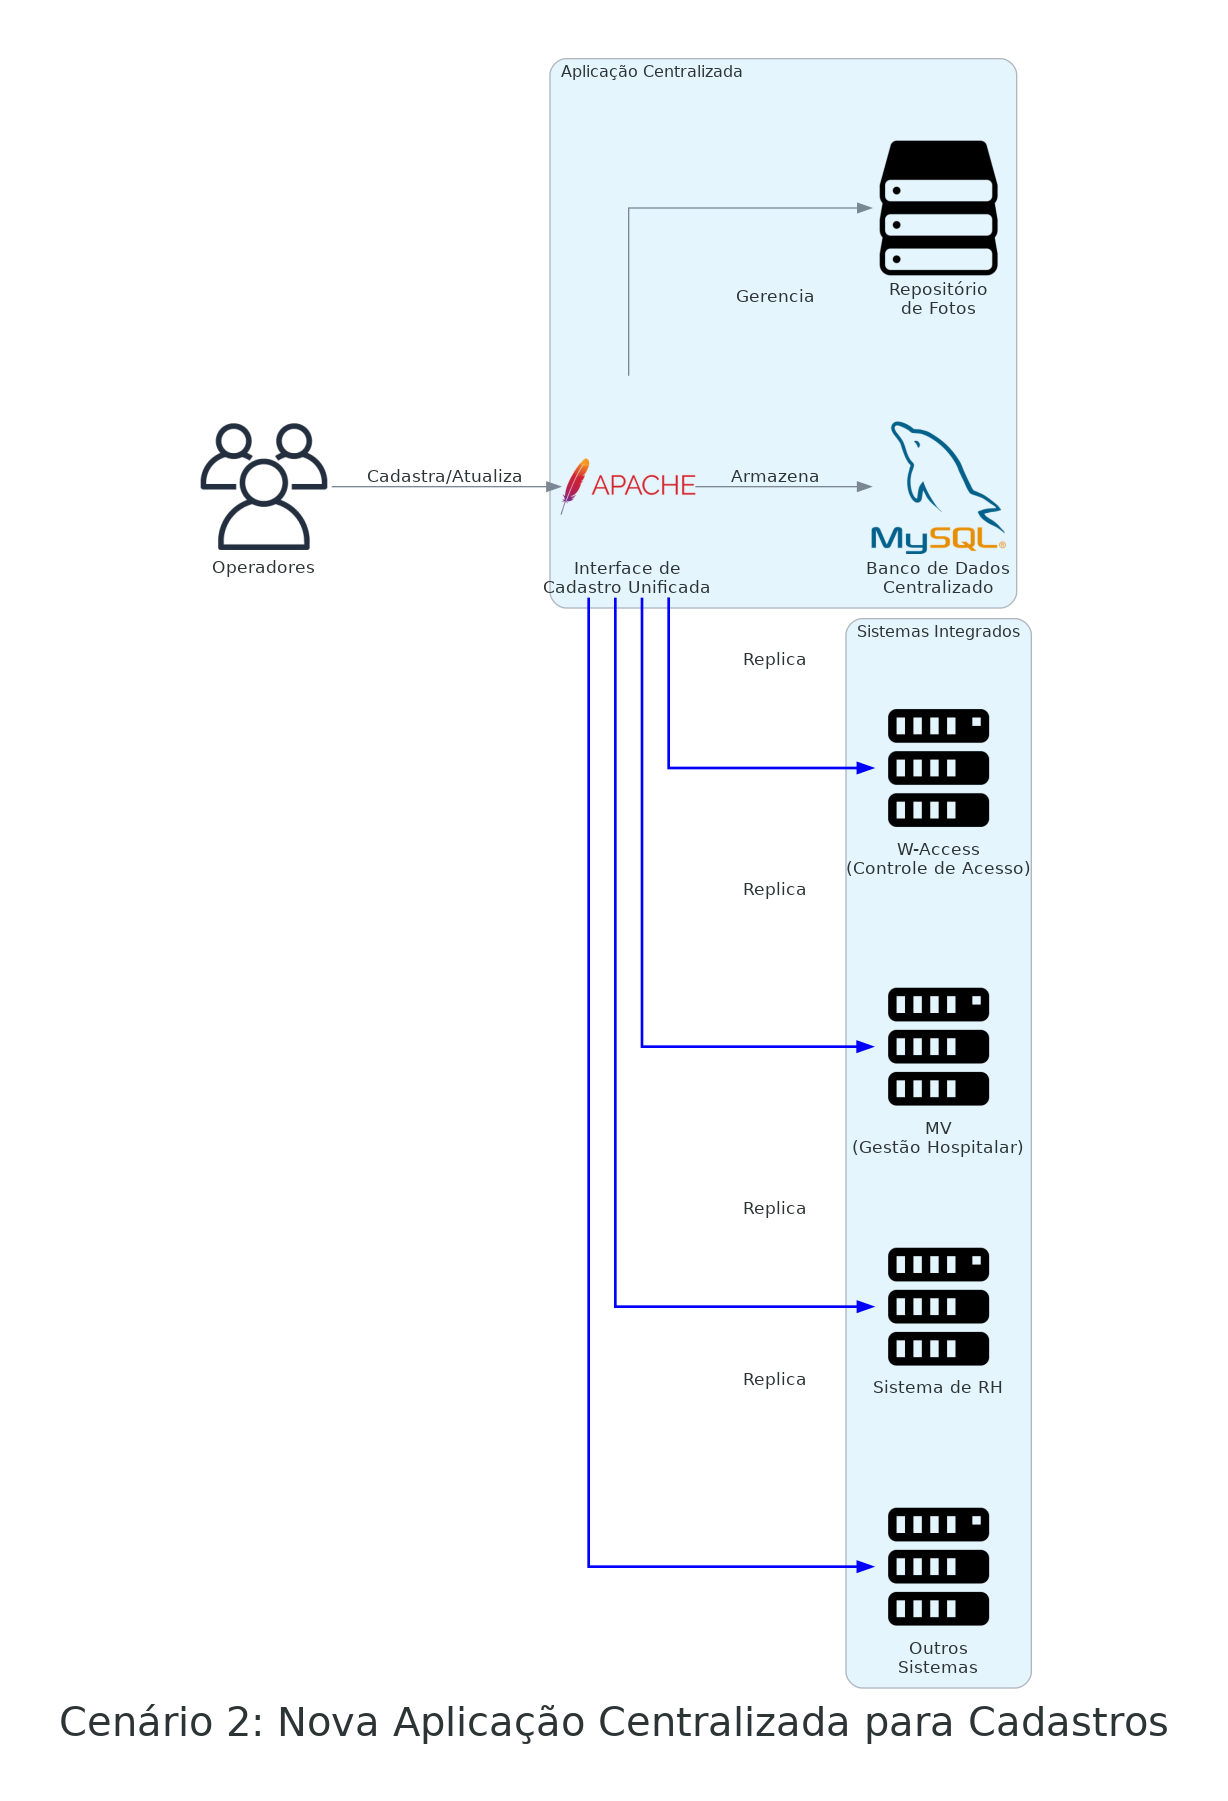 Aplicação Centralizada
Repositório
de Fotos
Gerencia
Cadastra/Atualiza
APACHE
Armazena
MySQL®
Operadores
Interface de
Cadastro Unificada
Banco de Dados
Centralizado
Sistemas Integrados
Replica
W-Access
(Controle de Acesso)
Replica
MV
(Gestão Hospitalar)
Replica
Sistema de RH
Replica
Outros
Sistemas
Cenário 2: Nova Aplicação Centralizada para Cadastros